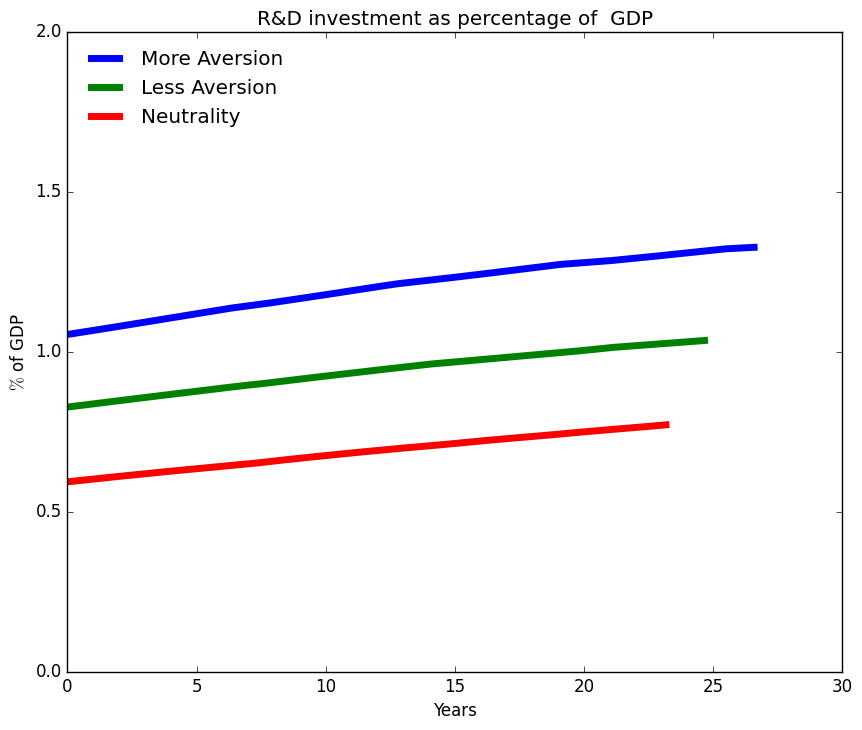 R&D investment as percentage of  GDP
More Aversion
Less Aversion
Neutrality
% of GDP
2.0
1.5
1.0
0.5
0.0
0 5 10 15 20 25 30
Years